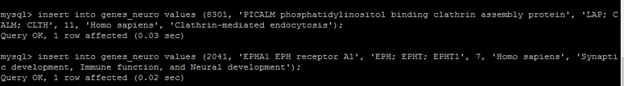 mysql> insert into genes_neuro values (8301, 'PICALM phosphatidylinositol binding clathrin assembly protein', 'LAP; C
ALM; CLTH', 11, 'Homo sapiens', 'Clathrin-mediated endocytosis');
Query OK, 1 row affected (0.03 sec)
mysql> insert into genes_neuro values (2041, 'EPHA1 EPH receptor A1', 'EPH; EPHT; EPHT1', 7, 'Homo sapiens', 'Synapti
c development, Immune function, and Neural development');
Query OK, 1 row affected (0.02 sec)